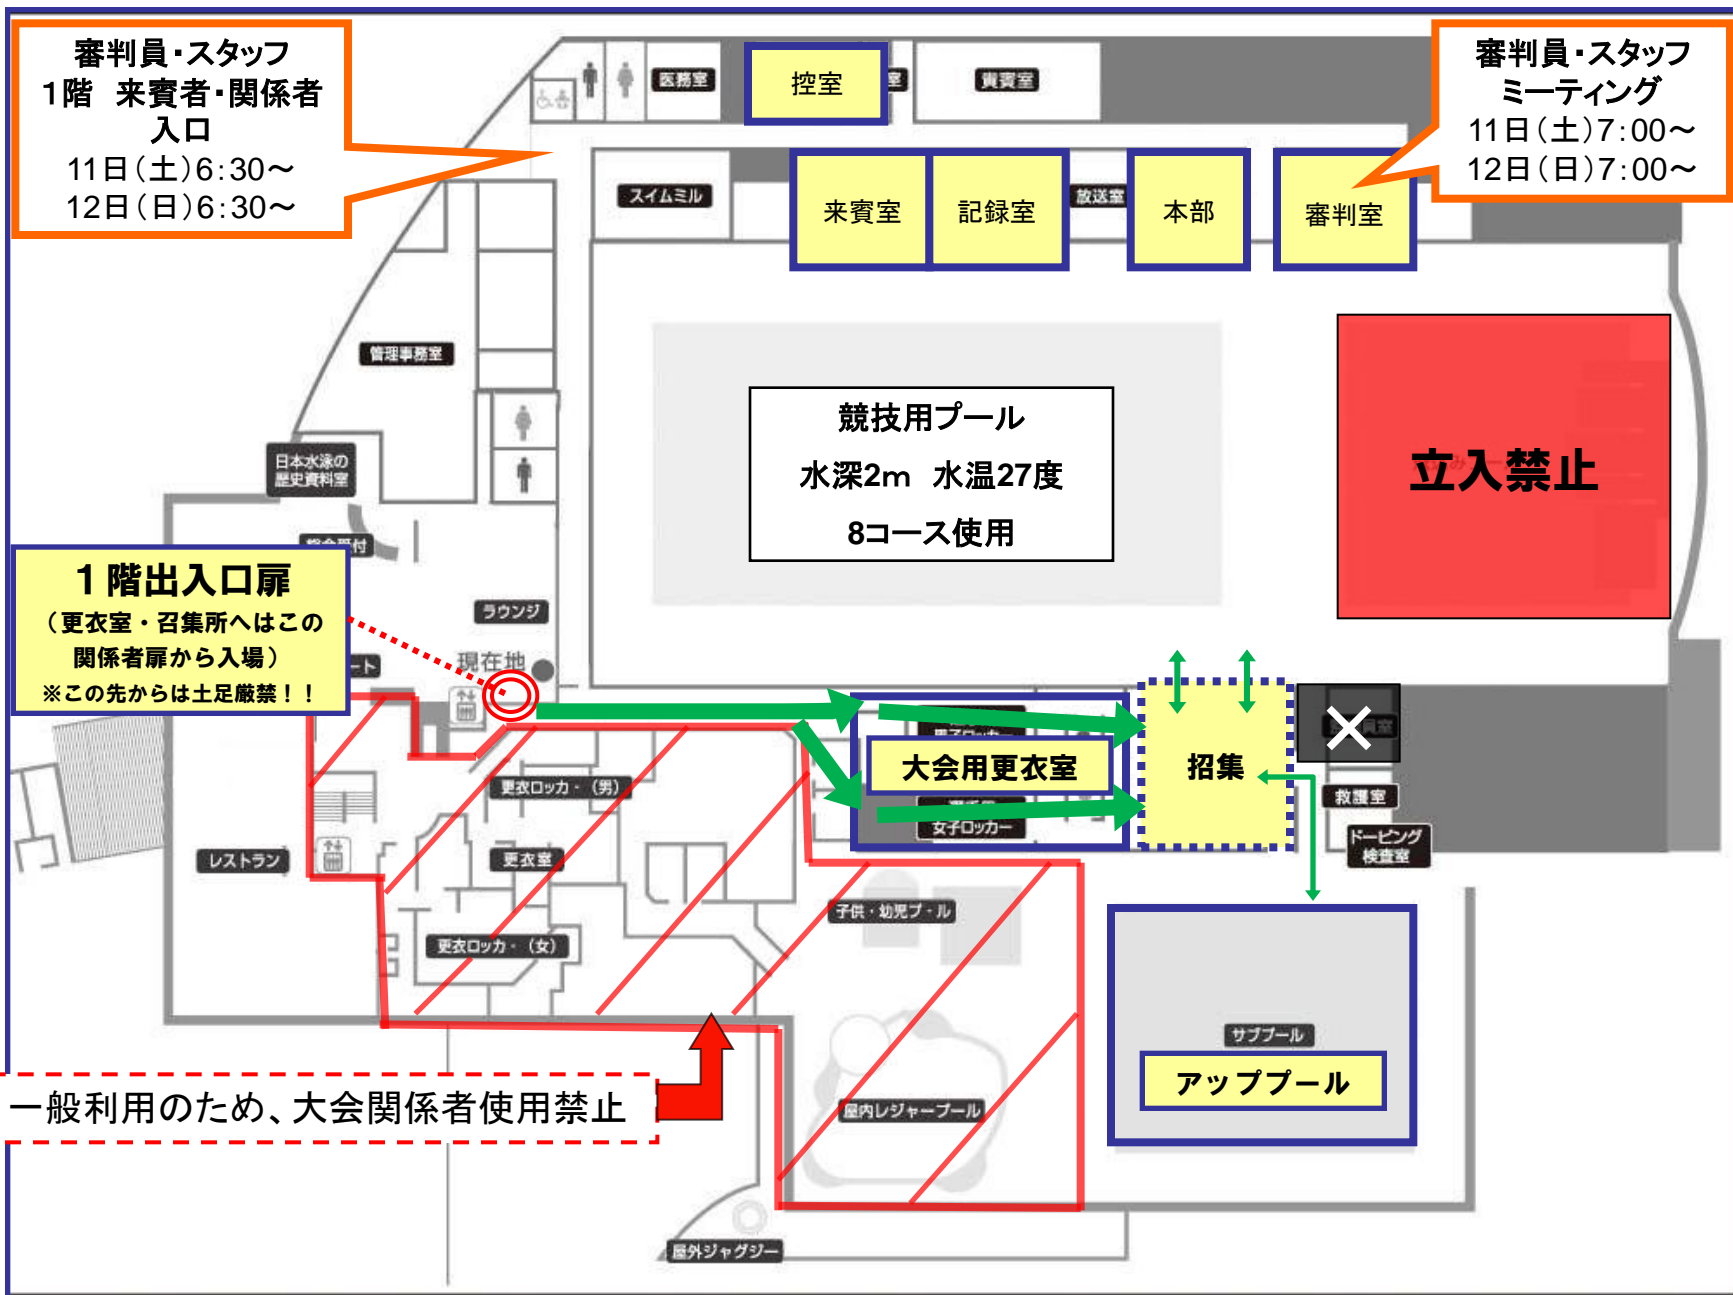 審判員・スタッフ
1階 来賓者・関係者
入口
11日(土)6:30～
12日(日)6:30～
医務室
控室
室
貴賓室
審判員・スタッフ
ミーティング
11日(土)7:00～
12日(日)7:00～
スイムミル
来賓室
記録室
放送室
本部
審判室
管理事務室
競技用プール
水深2m 水温27度
8コース使用
立入禁止
日本水泳の
歴史資料室
1階出入口扉
(更衣室・召集所へはこの
関係者扉から入場)
※この先からは土足厳禁!!
ラウンジ
現在地
ート
大会用更衣室
女子ロッカー
招集
救護室
ドーピング
検査室
更衣ロッカ-(男)
更衣室
更衣ロッカ-(女)
レストラン
子供・幼児プール
サブプール
アッププール
一般利用のため、大会関係者使用禁止
屋内レジャープール
屋外ジャグジー